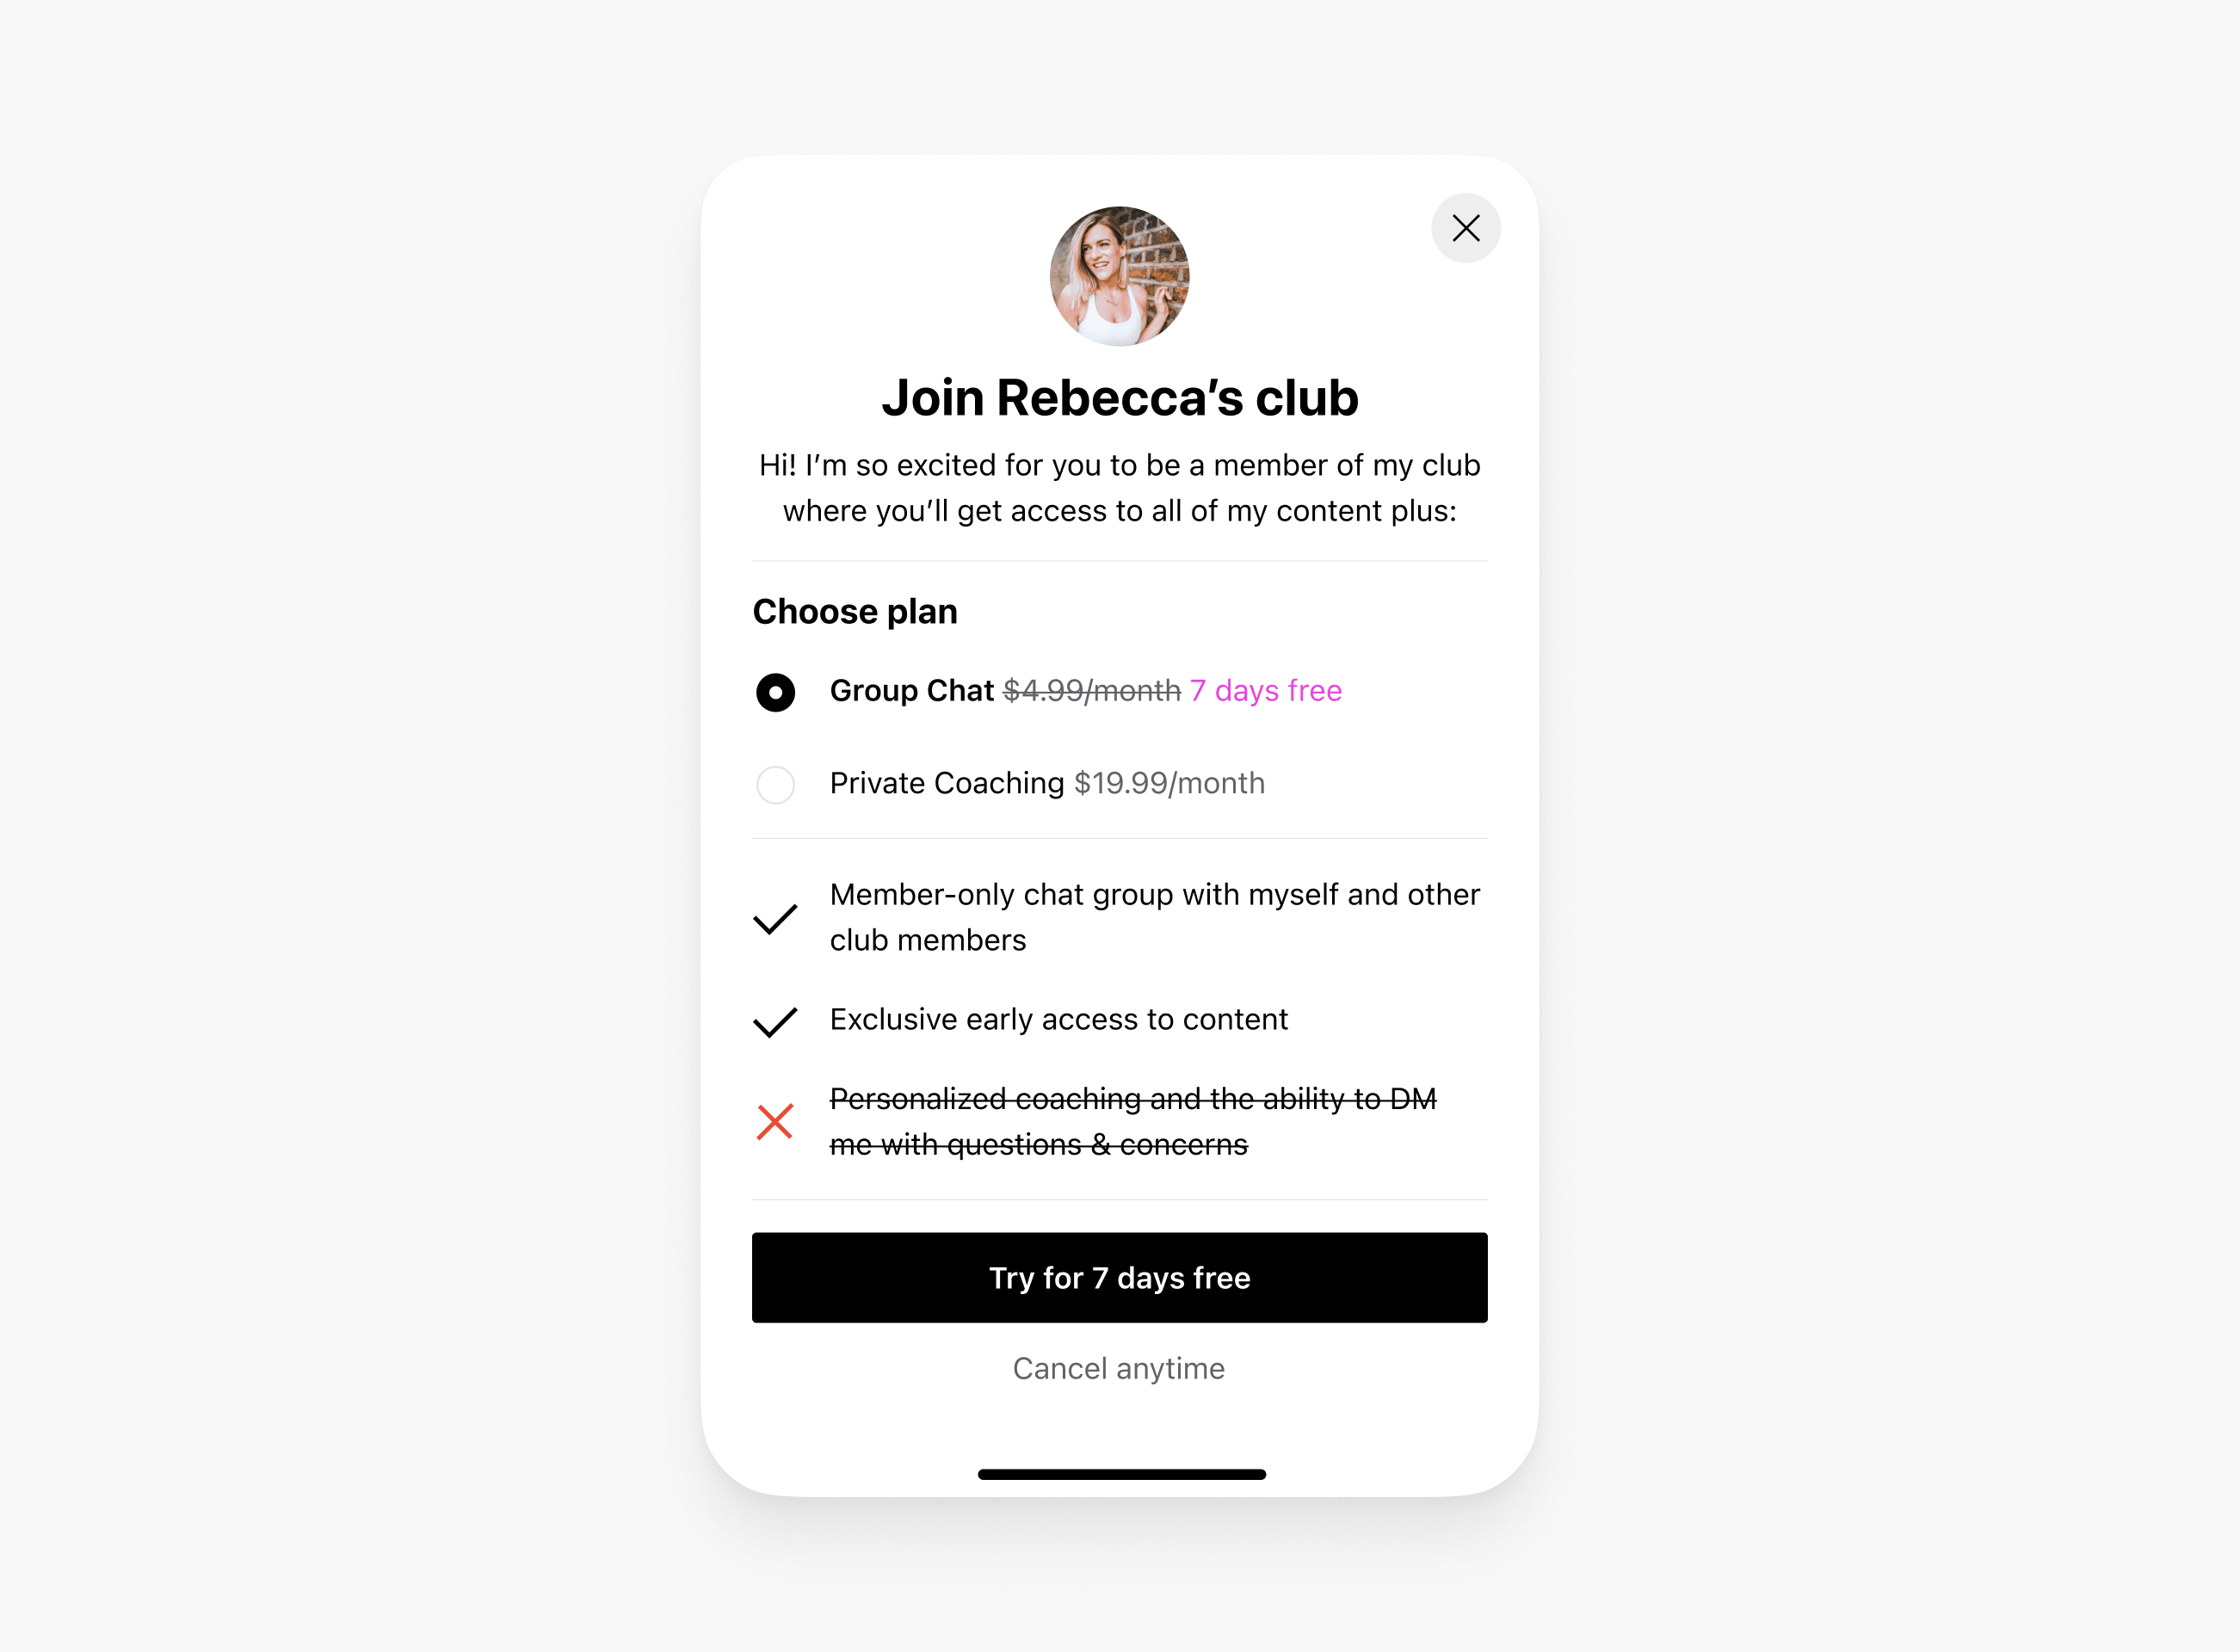 Join Rebecca’s club
Hi! I’m so excited for you to be a member of my club
where you’ll get access to all of my content plus:
Choose plan
Group Chat $4.99/month 7 days free
Private Coaching $19.99/month
Member-only chat group with myself and other
club members
Exclusive early access to content
Personalized coaching and the ability to DM
me with questions & concerns
Try for 7 days free
Cancel anytime